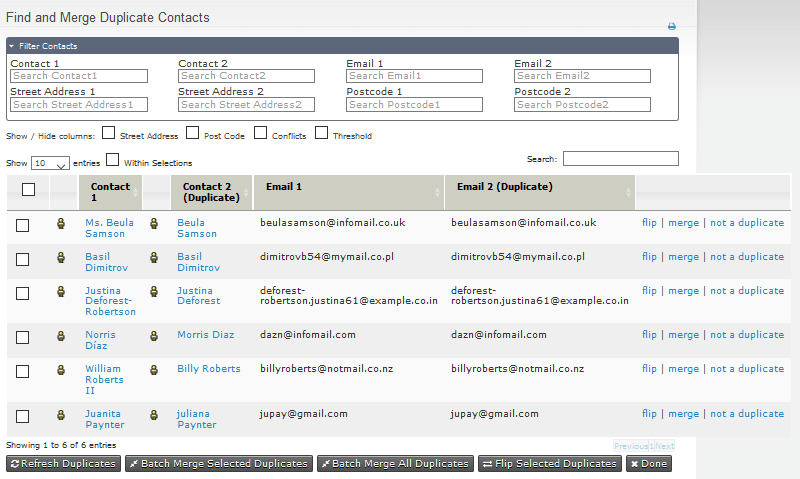 Find and Merge Duplicate Contacts
Filter Contacts
Contact 1 Contact 2 Email 1 Email 2
Search Contact1 Search Contact2 Search Email1 Search Email2
Street Address 1 Street Address 2 Postcode 1 Postcode 2
Search Street Address1 Search Street Address2 Search Postcode1 Search Postcode2
Show / Hide columns: Street Address Post Code Conflicts Threshold
Show 10 entries Within Selections Search:
Contact 1 Contact 2 (Duplicate) Email 1 Email 2 (Duplicate)
Ms. Beula Samson Beula Samson beulasamson@infomail.co.uk beulasamson@infomail.co.uk flip | merge | not a duplicate
Basil Dimitrov Basil Dimitrov dimitrovb54@mymail.co.pl dimitrovb54@mymail.co.pl flip | merge | not a duplicate
Justina Deforest-Robertson Justina Deforest deforest-robertson.justina61@example.co.in deforest-robertson.justina61@example.co.in flip | merge | not a duplicate
Norris Díaz Morris Diaz dazn@infomail.com dazn@infomail.com flip | merge | not a duplicate
William Roberts II Billy Roberts billyroberts@notmail.co.nz billyroberts@notmail.co.nz flip | merge | not a duplicate
Juanita Paynter juliana Paynter jupay@gmail.com jupay@gmail.com flip | merge | not a duplicate
Showing 1 to 6 of 6 entries Previous 1 Next
Refresh Duplicates Batch Merge Selected Duplicates Batch Merge All Duplicates Flip Selected Duplicates Done